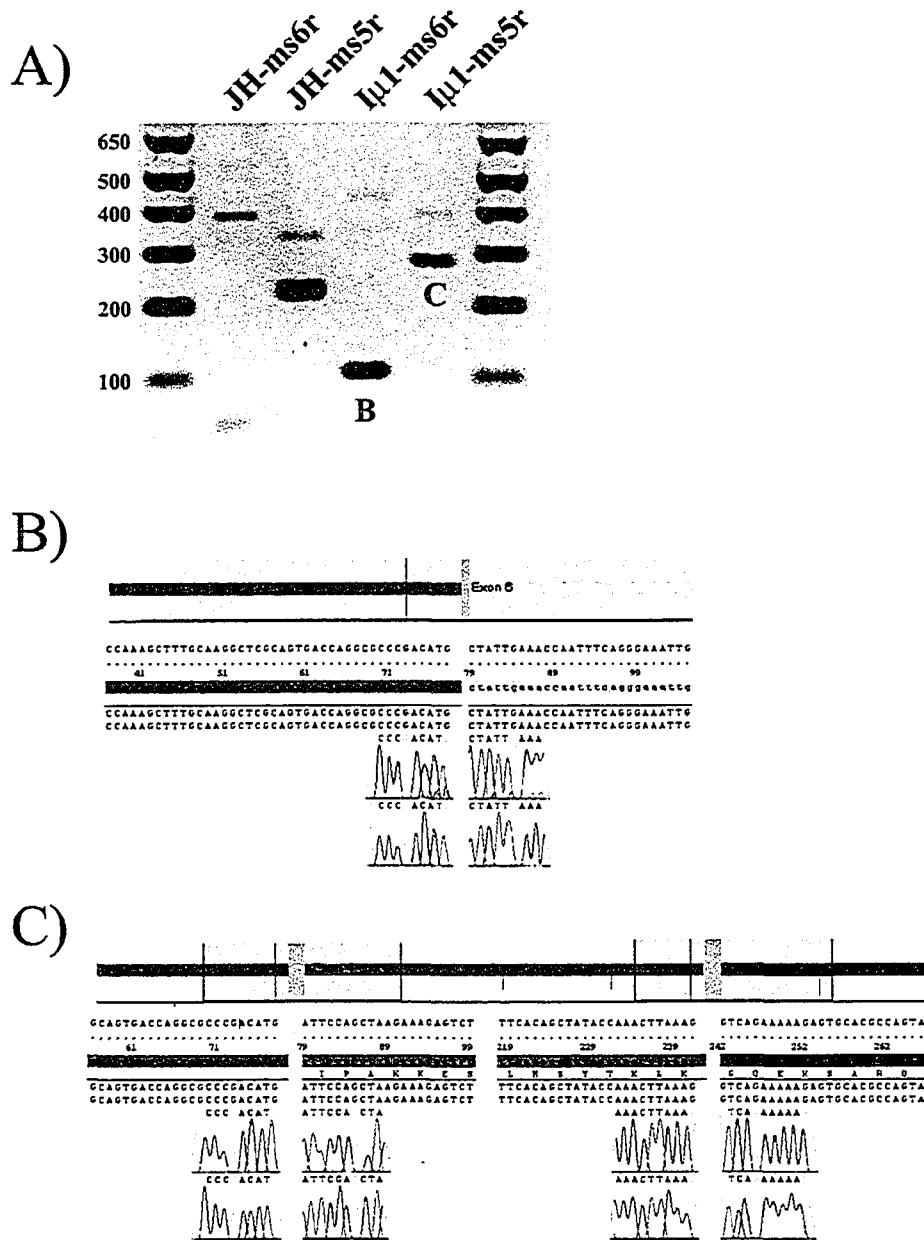 A)
JH-ms6r JH-ms5r Iμ1-ms6r Iμ1-ms5r
650
500
400
300
200
100
B
C
B)
Exon 6
CCAAAGCTTTGCAAGGCTCGCAGTGACCAGGCGCCCGACATG CTATTGAAACCAATTTCAGGGAAATTG
41 51 61 71 79 89 99
ctattgaaaccaatttcagggaaattg
CCAAAGCTTTGCAAGGCTCGCAGTGACCAGGCGCCCGACATG CTATTGAAACCAATTTCAGGGAAATTG
CCAAAGCTTTGCAAGGCTCGCAGTGACCAGGCGCCCGACATG CTATTGAAACCAATTTCAGGGAAATTG
CCC ACAT CTATT AAA
CCC ACAT CTATT AAA
C)
GCAGTGACCAGGCGCCCGACATG ATTCCAGCTAAGAAAGAGTCT TTCACAGCTATACCAAACTTAAAG GTCAGAAAAAGAGTGCACGCCAGTA
61 71 79 89 99 219 229 239 242 252 262
I P A K K E S L H S Y T K L K G Q K K S A R Q
GCAGTGACCAGGCGCCCGACATG ATTCCAGCTAAGAAAGAGTCT TTCACAGCTATACCAAACTTAAAG GTCAGAAAAAGAGTGCACGCCAGTA
GCAGTGACCAGGCGCCCGACATG ATTCCAGCTAAGAAAGAGTCT TTCACAGCTATACCAAACTTAAAG GTCAGAAAAAGAGTGCACGCCAGTA
CCC ACAT ATTCCA CTA AAACTTAAA TCA AAAAA
CCC ACAT ATTCCA CTA AAACTTAAA TCA AAAAA